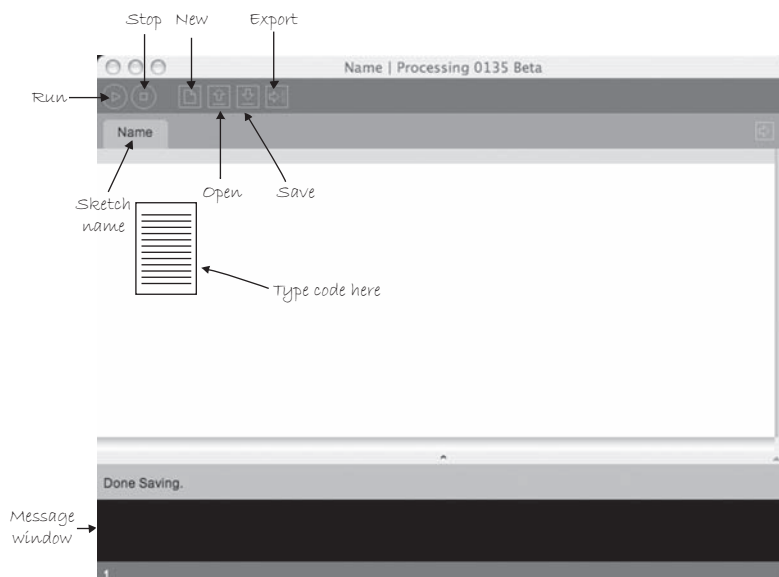 Stop New Export
Name | Processing 0135 Beta
Run
Name
Open Save
Sketch
name
Type code here
Done Saving.
Message
window
1